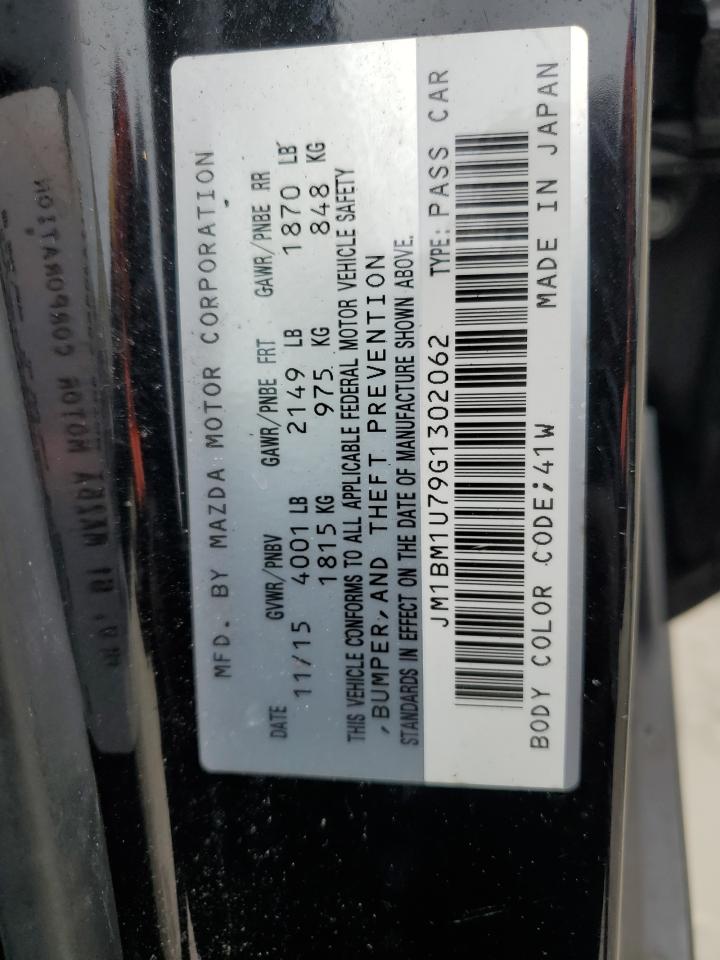 MFD. BY MAZDA MOTOR CORPORATION
DATE GVWR/PNBV GAWR/PNBE FRT GAWR/PNBE RR
11/15 4001 LB 2149 LB 1870 LB
1815 KG 975 KG 848 KG
THIS VEHICLE CONFORMS TO ALL APPLICABLE FEDERAL MOTOR VEHICLE SAFETY
,BUMPER,AND THEFT PREVENTION
STANDARDS IN EFFECT ON THE DATE OF MANUFACTURE SHOWN ABOVE.
JM1BM1U79G1302062 TYPE: PASS CAR
BODY COLOR CODE;41W MADE IN JAPAN